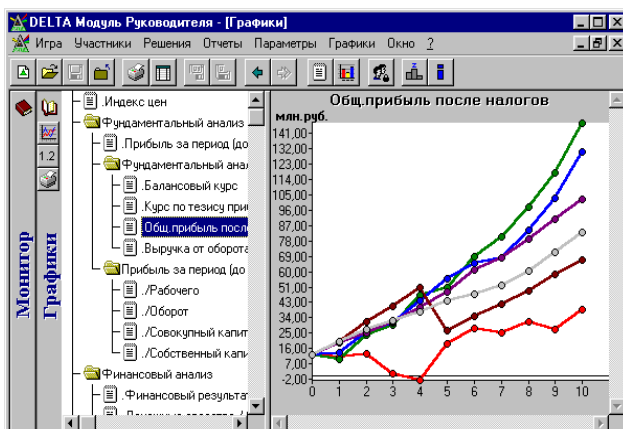 DELTA Модуль Руководителя - [Графики]
Игра Участники Решения Отчеты Параметры Графики Окно ?
1.2
Монитор
Графики
.Индекс цен
Фундаментальный анализ
.Прибыль за период (до
Фундаментальный анал
.Балансовый курс
.Курс по тезису при
Общ.прибыль после
.Выручка от оборота
Прибыль за период (до
./Рабочего
./Оборот
./Совокупный капит
./Собственный капи
Финансовый анализ
.Финансовый результа
Общ.прибыль после налогов
млн.руб.
141,00
132,00
123,00
114,00
105,00
96,00
87,00
78,00
69,00
60,00
51,00
43,00
34,00
25,00
16,00
7,00
-2,00
0 1 2 3 4 5 6 7 8 9 10